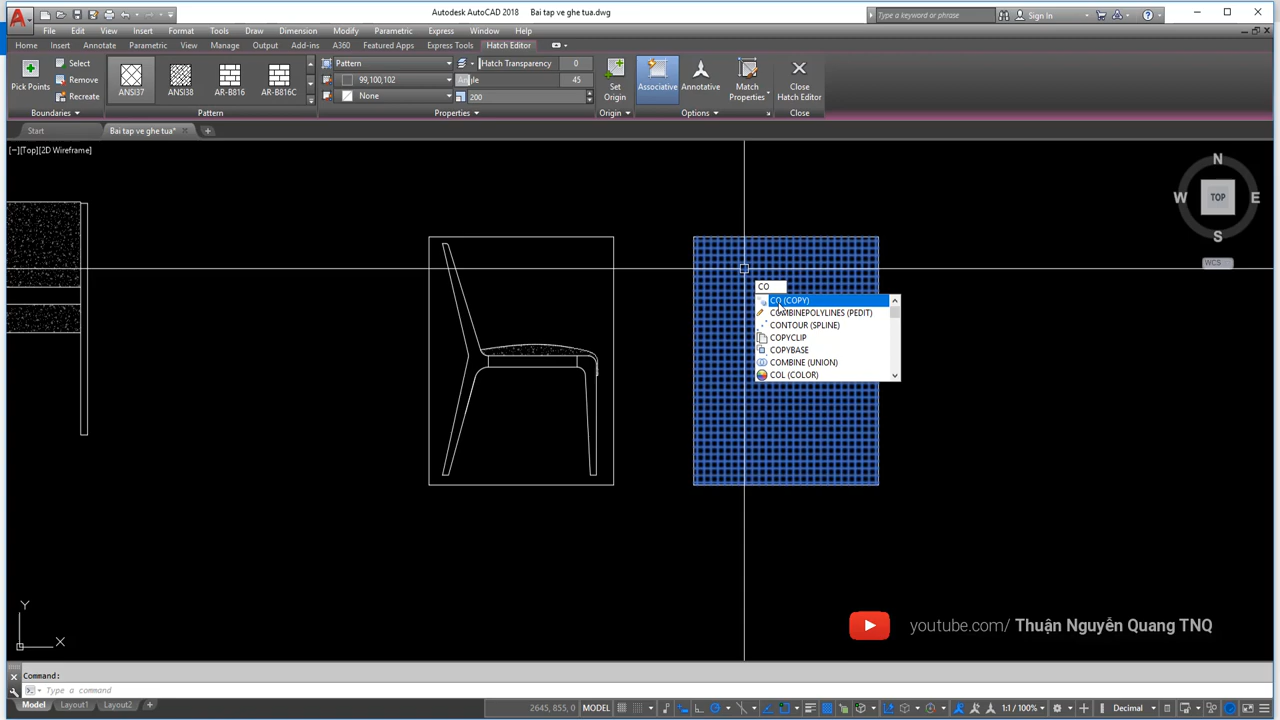 Autodesk AutoCAD 2018 Bai tap ve ghe tua.dwg
Type a keyword or phrase
Sign In
File Edit View Insert Format Tools Draw Dimension Modify Parametric Express Window Help
Home Insert Annotate Parametric View Manage Output Add-ins A360 Featured Apps Express Tools Hatch Editor
Pick Points
Select
Remove
Recreate
Boundaries
ANSI37
ANSI38
AR-B816
AR-B816C
Pattern
Pattern
99,100,102
None
Hatch Transparency 0
Angle 45
200
Properties
Set Origin
Origin
Associative
Annotative
Match Properties
Options
Close Hatch Editor
Close
Start
Bai tap ve ghe tua*
[−][Top][2D Wireframe]
N
W
TOP
E
S
WCS
CO
CO (COPY)
COMBINEPOLYLINES (PEDIT)
CONTOUR (SPLINE)
COPYCLIP
COPYBASE
COMBINE (UNION)
COL (COLOR)
Y
X
youtube.com/ Thuận Nguyễn Quang TNQ
Command:
Type a command
Model Layout1 Layout2
2645, 855, 0 MODEL
1:1 / 100%
Decimal